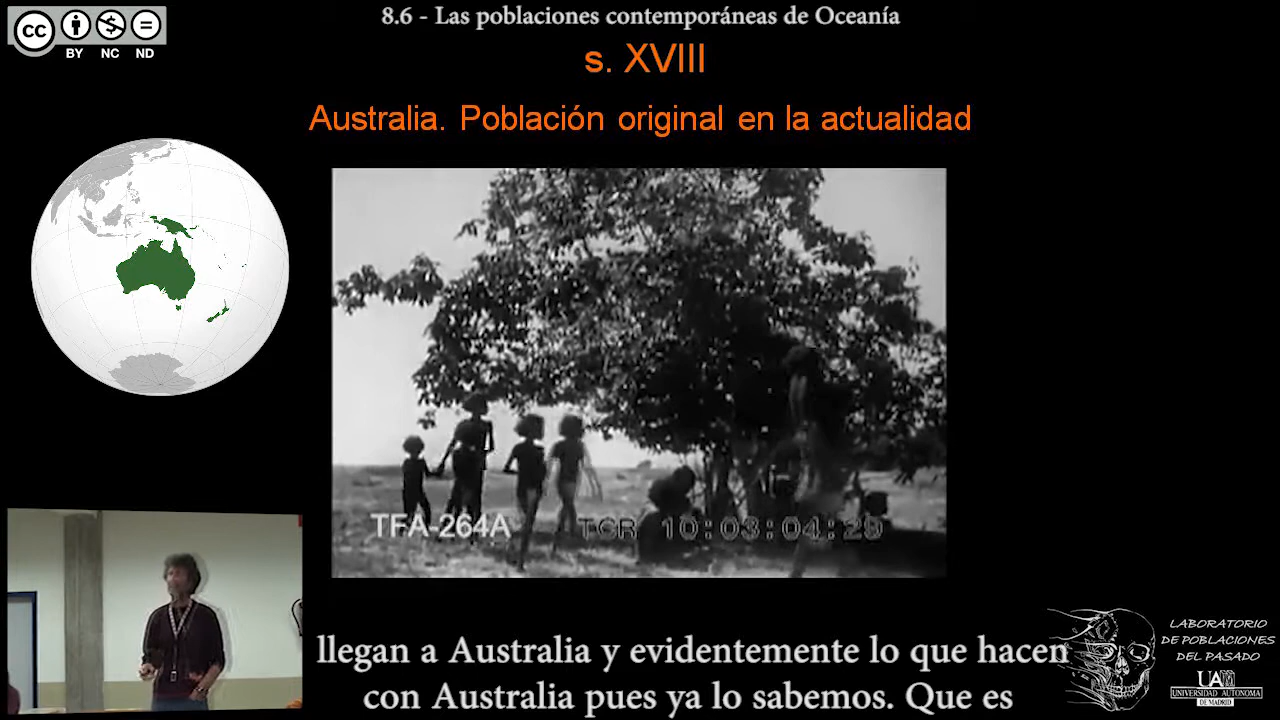 8.6 - Las poblaciones contemporáneas de Oceanía
cc
BY NC ND
s. XVIII
Australia. Población original en la actualidad
TFA-264A
TCR 10:03:04:29
llegan a Australia y evidentemente lo que hacen
con Australia pues ya lo sabemos. Que es
LABORATORIO
DE POBLACIONES
DEL PASADO
UAM
UNIVERSIDAD AUTONOMA
DE MADRID